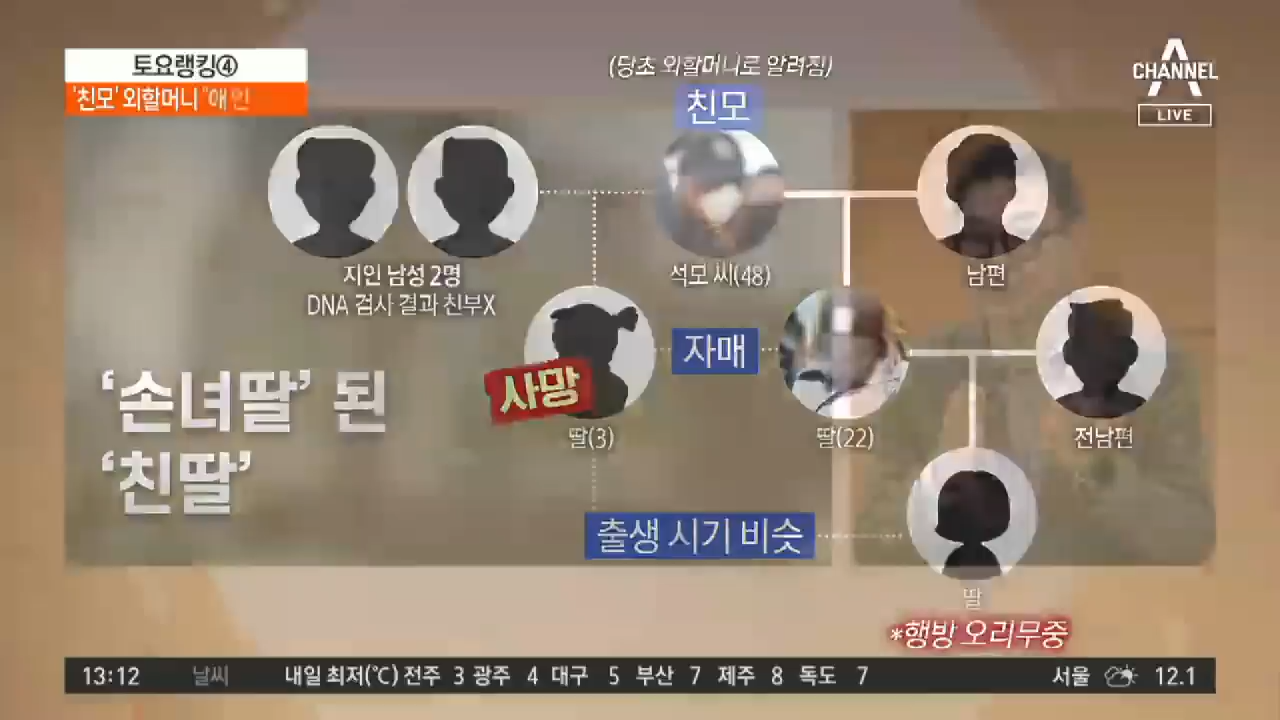 토요랭킹④
'친모' 외할머니 "애 인
(당초 외할머니로 알려짐)
친모
CHANNEL
LIVE
지인 남성 2명
DNA 검사 결과 친부X
석모 씨(48)
남편
사망
자매
딸(3)
딸(22)
전남편
'손녀딸' 된
'친딸'
출생 시기 비슷
딸
*행방 오리무중
13:12 날씨 내일 최저(℃) 전주 3 광주 4 대구 5 부산 7 제주 8 독도 7 서울 12.1